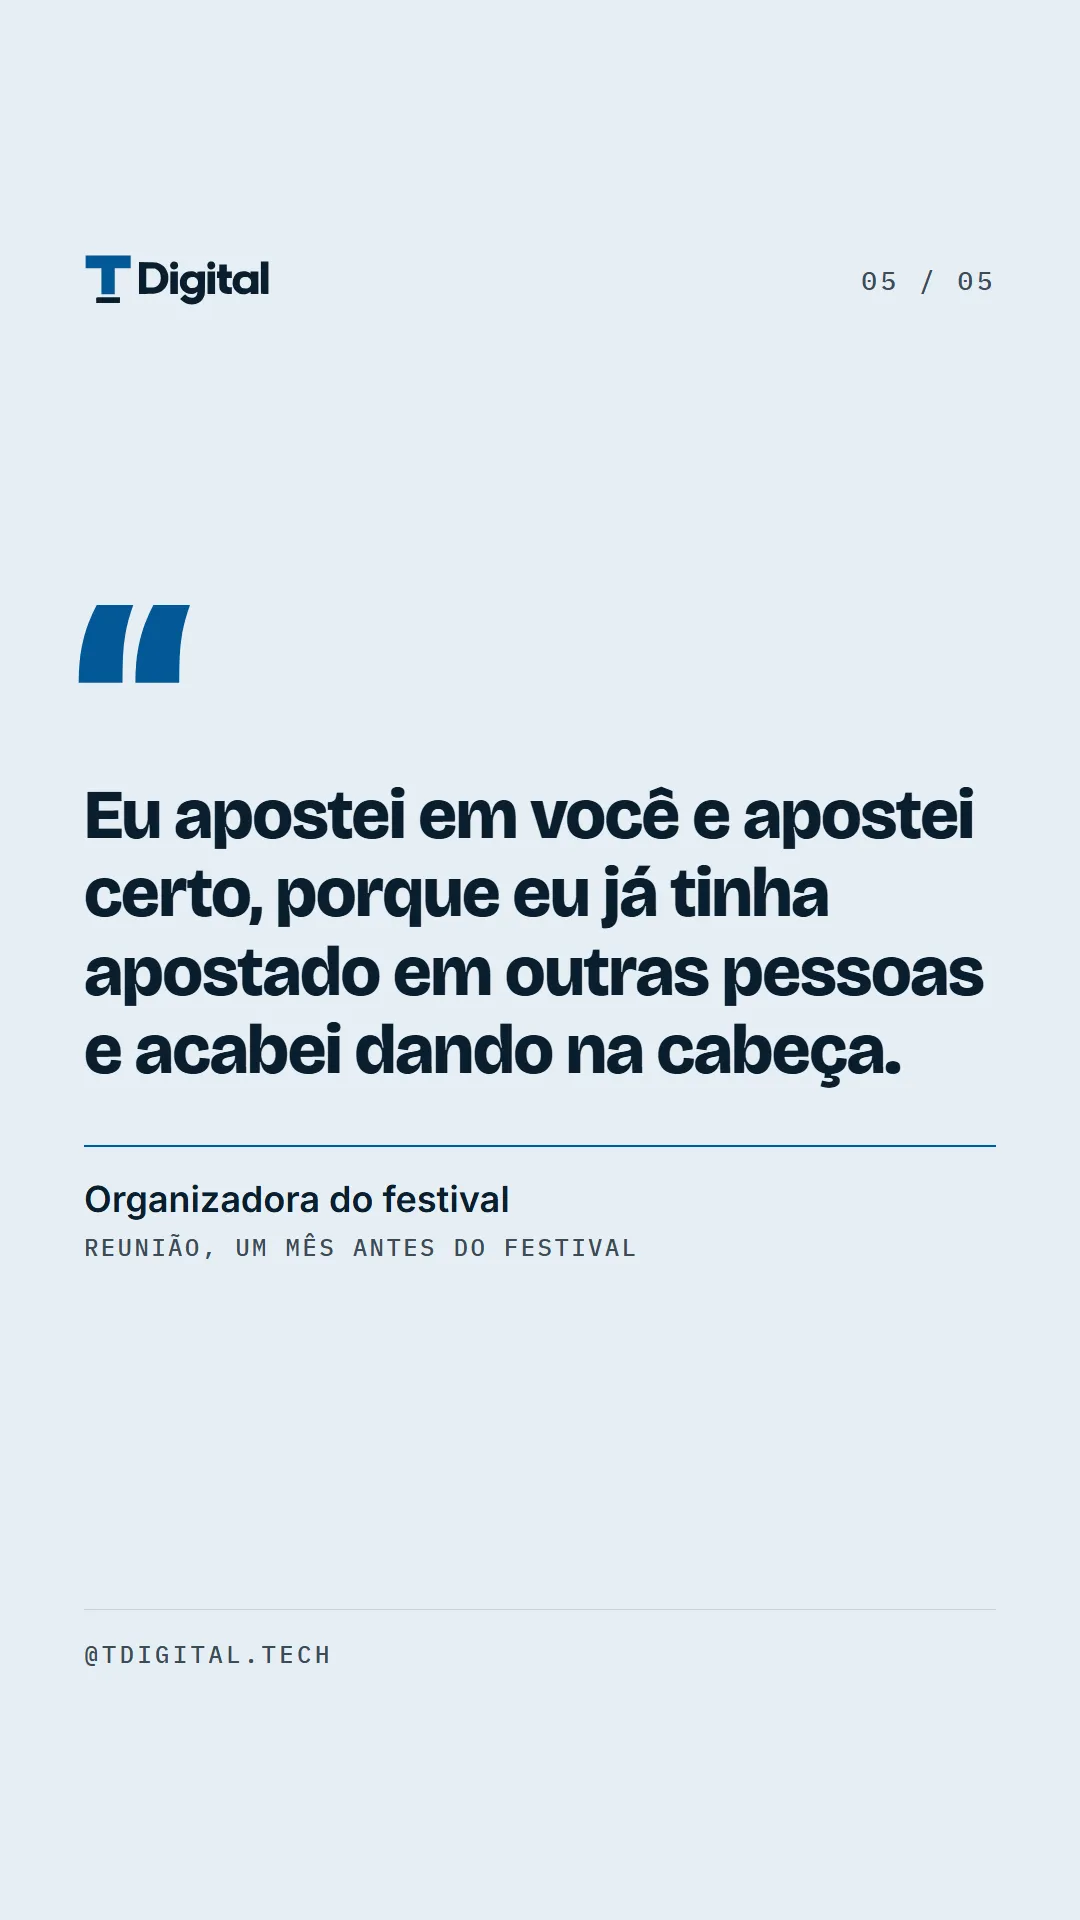 TDigital
05 / 05
“
Eu apostei em você e apostei
certo, porque eu já tinha
apostado em outras pessoas
e acabei dando na cabeça.
Organizadora do festival
REUNIÃO, UM MÊS ANTES DO FESTIVAL
@TDIGITAL.TECH